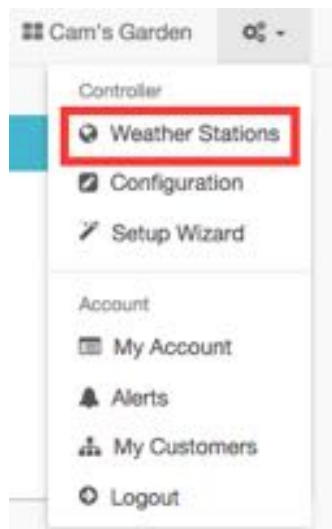 Cam's Garden
Controller
Weather Stations
Configuration
Setup Wizard
Account
My Account
Alerts
My Customers
Logout